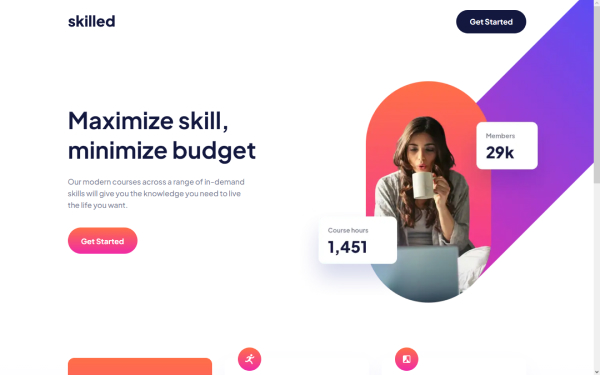 skilled
Get Started
Maximize skill,
minimize budget
Our modern courses across a range of in-demand
skills will give you the knowledge you need to live
the life you want.
Get Started
Members
29k
Course hours
1,451